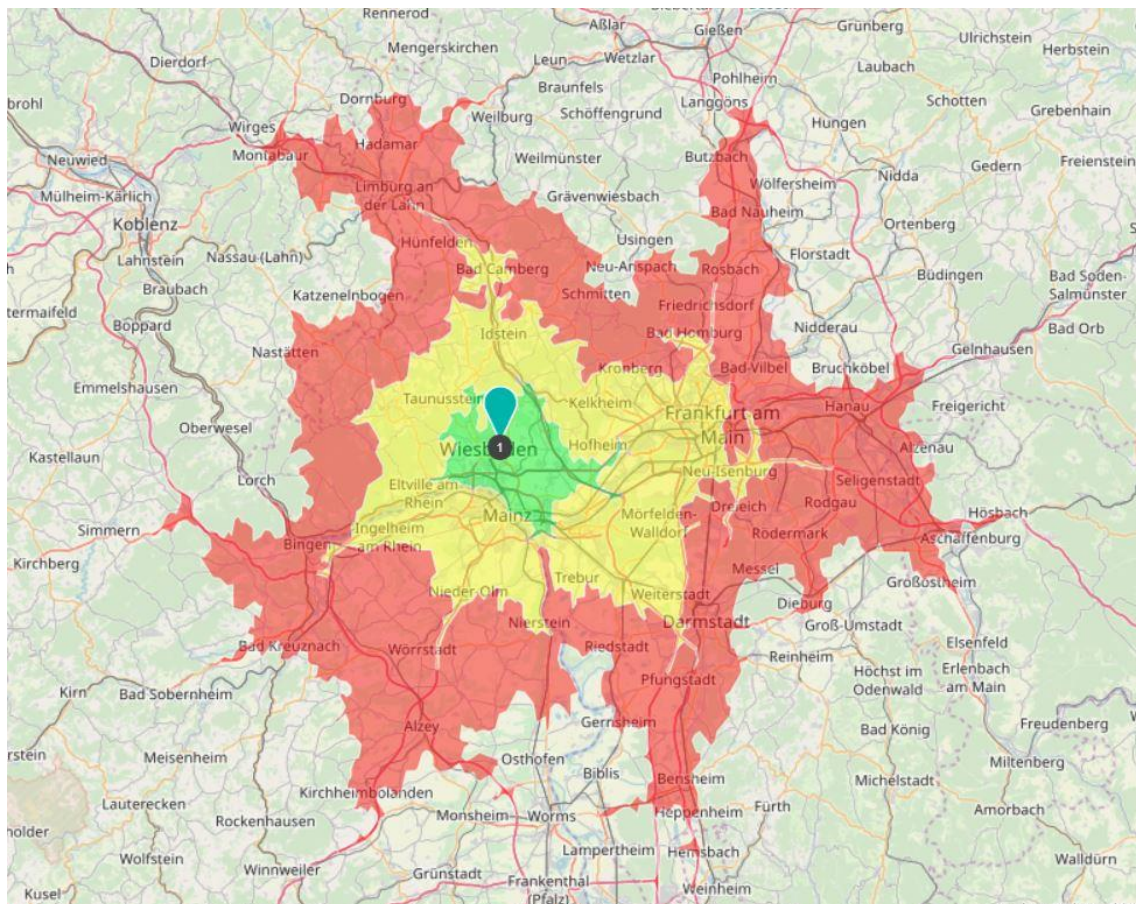 Rennerod
Aßlar
Gießen
Grünberg
Ulrichstein
Herbstein
Mengerskirchen
Dierdorf
Leun
Wetzlar
Laubach
Pohlheim
Braunfels
Dornburg
Langgöns
Schotten
Weilburg
Schöffengrund
Grebenhain
Wirges
Hungen
Neuwied
Montabaur
Hadamar
Weilmünster
Butzbach
Gedern
Freienstein
Nidda
Mülheim-Kärlich
Limburg an
der Lahn
Grävenwiesbach
Wölfersheim
Koblenz
Bad Nauheim
Ortenberg
Hünfelden
Usingen
Lahnstein
Nassau (Lahn)
Florstadt
Bad Camberg
Neu-Anspach
Rosbach
Büdingen
Bad Soden-
Salmünster
Braubach
Katzenelnbogen
Schmitten
Friedrichsdorf
termaifeld
Boppard
Idstein
Bad Homburg
Nidderau
Bad Orb
Nastätten
Gelnhausen
Kronberg
Bad-Vilbel
Bruchköbel
Emmelshausen
Taunusstein
Kelkheim
Frankfurt am
Main
Hanau
Freigericht
Oberwesel
Wiesbaden
1
Hofheim
Alzenau
Kastellaun
Neu-Isenburg
Lorch
Eltville am
Rhein
Seligenstadt
Rodgau
Dreieich
Hösbach
Mainz
Mörfelden-
Walldorf
Simmern
Ingelheim
am Rhein
Rödermark
Aschaffenburg
Bingen
Kirchberg
Messel
Großostheim
Trebur
Nieder-Olm
Weiterstadt
Dieburg
Nierstein
Darmstadt
Groß-Umstadt
Bad Kreuznach
Wörrstadt
Riedstadt
Elsenfeld
Reinheim
Höchst im
Odenwald
Erlenbach
am Main
Kirn
Bad Sobernheim
Pfungstadt
Alzey
Gernsheim
Freudenberg
Bad König
Meisenheim
Osthofen
Miltenberg
Biblis
Bensheim
Michelstadt
Kirchheimbolanden
Lauterecken
Amorbach
Monsheim
Worms
Heppenheim
Fürth
Rockenhausen
Lampertheim
Hemsbach
Wolfstein
Walldürn
Winnweiler
Grünstadt
Frankenthal
(Pfalz)
Weinheim
Kusel